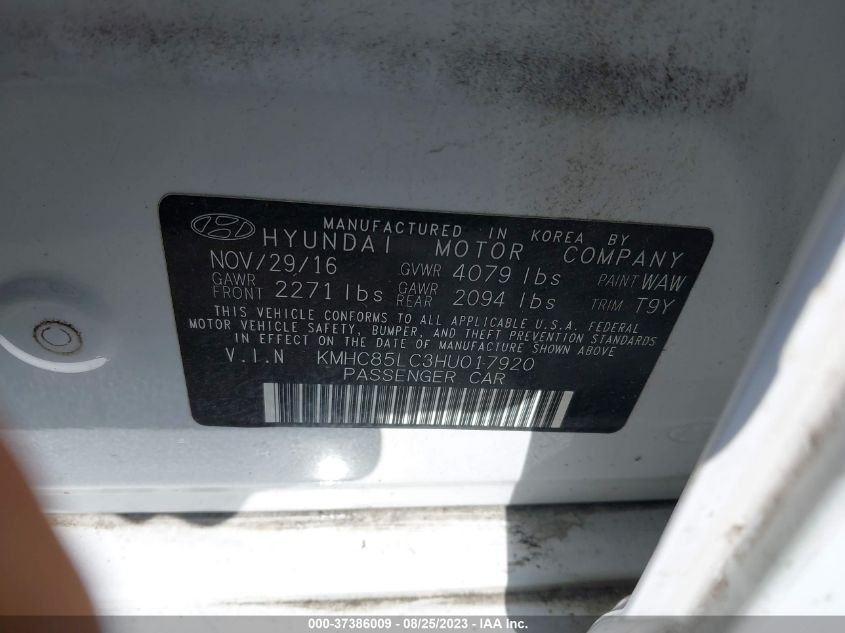 MANUFACTURED IN KOREA BY
HYUNDAI MOTOR COMPANY
NOV/29/16 GVWR 4079 lbs PAINT WAW
GAWR FRONT 2271 lbs GAWR REAR 2094 lbs TRIM T9Y
THIS VEHICLE CONFORMS TO ALL APPLICABLE U.S.A. FEDERAL
MOTOR VEHICLE SAFETY, BUMPER, AND THEFT PREVENTION STANDARDS
IN EFFECT ON THE DATE OF MANUFACTURE SHOWN ABOVE
V.I.N KMHC85LC3HU017920
PASSENGER CAR
000-37386009 - 08/25/2023 - IAA Inc.